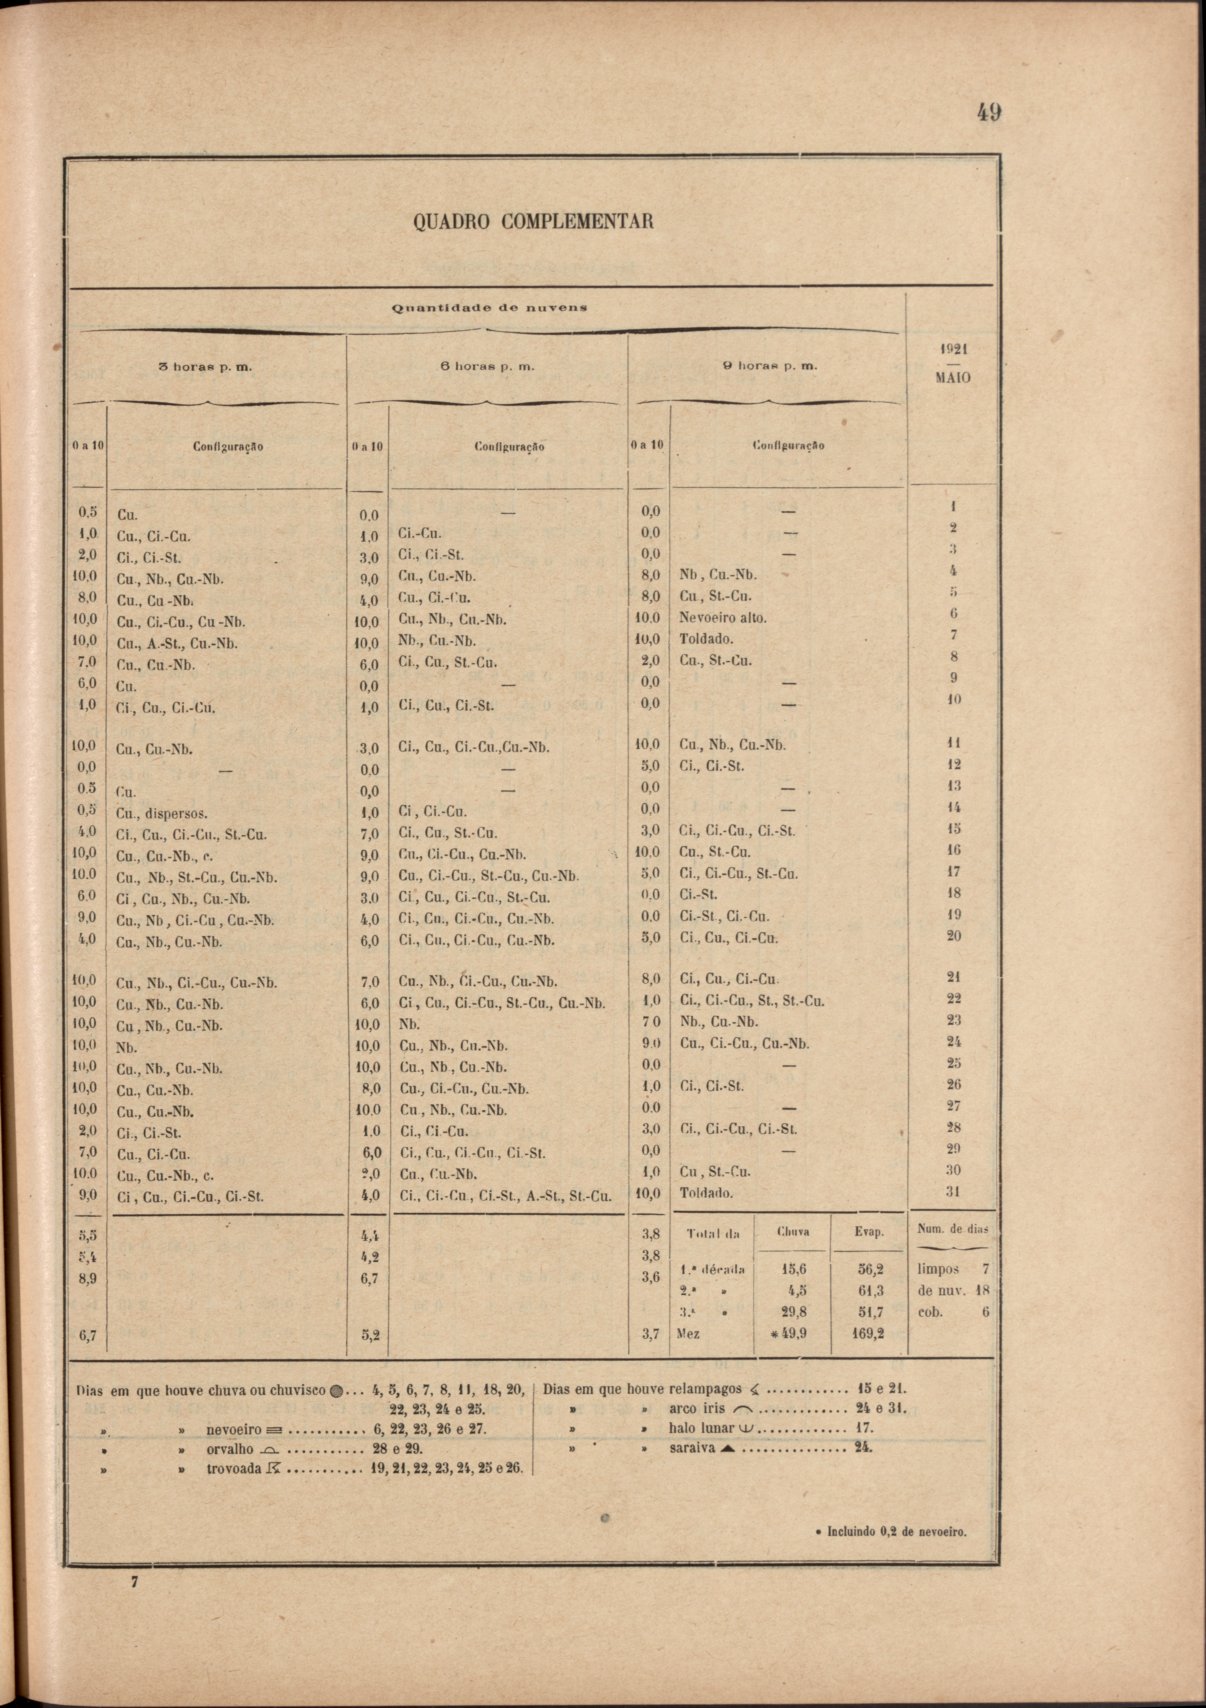 49
QUADRO COMPLEMENTAR
Quantidade de nuvens
3 horas p. m. 6 horas p. m. 9 horas p. m. 1921 — MAIO
0 a 10 Configuração 0 a 10 Configuração 0 a 10 Configuração
0,5 Cu. 0,0 — 0,0 — 1
1,0 Cu., Ci.-Cu. 1,0 Ci.-Cu. 0,0 — 2
2,0 Ci., Ci.-St. 3,0 Ci., Ci.-St. 0,0 — 3
10,0 Cu., Nb., Cu.-Nb. 9,0 Cu., Cu.-Nb. 8,0 Nb , Cu.-Nb. 4
8,0 Cu., Cu -Nb. 4,0 Cu., Ci.-Cu. 8,0 Cu , St.-Cu. 5
10,0 Cu., Ci.-Cu., Cu -Nb. 10,0 Cu., Nb., Cu.-Nb. 10.0 Nevoeiro alto. 6
10,0 Cu., A.-St., Cu.-Nb. 10,0 Nb., Cu.-Nb. 10,0 Toldado. 7
7,0 Cu., Cu.-Nb. 6,0 Ci., Cu., St.-Cu. 2,0 Cu., St.-Cu. 8
6,0 Cu. 0,0 — 0,0 — 9
1,0 Ci , Cu., Ci.-Cu. 1,0 Ci., Cu., Ci.-St. 0,0 — 10
10,0 Cu., Cu.-Nb. 3,0 Ci., Cu., Ci.-Cu.,Cu.-Nb. 10,0 Cu., Nb., Cu.-Nb. 11
0,0 — 0,0 — 5,0 Ci., Ci.-St. 12
0.5 Cu. 0,0 — 0,0 — 13
0,5 Cu., dispersos. 1,0 Ci , Ci.-Cu. 0,0 — 14
4,0 Ci., Cu., Ci.-Cu., St.-Cu. 7,0 Ci., Cu., St.-Cu. 3,0 Ci., Ci.-Cu., Ci.-St. 15
10,0 Cu., Cu.-Nb., c. 9,0 Cu., Ci.-Cu., Cu.-Nb. 10,0 Cu., St.-Cu. 16
10.0 Cu., Nb., St.-Cu., Cu.-Nb. 9,0 Cu., Ci.-Cu., St.-Cu., Cu.-Nb. 5,0 Ci., Ci.-Cu., St.-Cu. 17
6.0 Ci , Cu., Nb., Cu.-Nb. 3.0 Ci , Cu., Ci.-Cu., St.-Cu. 0,0 Ci.-St. 18
9,0 Cu., Nb , Ci.-Cu , Cu.-Nb. 4,0 Ci., Cu., Ci.-Cu., Cu.-Nb. 0,0 Ci.-St., Ci.-Cu. 19
4,0 Cu., Nb., Cu.-Nb. 6,0 Ci., Cu., Ci.-Cu., Cu.-Nb. 5,0 Ci., Cu., Ci.-Cu. 20
10,0 Cu., Nb., Ci.-Cu., Cu.-Nb. 7,0 Cu., Nb., Ci.-Cu., Cu.-Nb. 8,0 Ci., Cu., Ci.-Cu. 21
10,0 Cu., Nb., Cu.-Nb. 6,0 Ci , Cu., Ci.-Cu., St.-Cu., Cu.-Nb. 1,0 Ci., Ci.-Cu., St., St.-Cu. 22
10,0 Cu , Nb., Cu.-Nb. 10,0 Nb. 7 0 Nb., Cu.-Nb. 23
10,0 Nb. 10,0 Cu., Nb., Cu.-Nb. 9.0 Cu., Ci.-Cu., Cu.-Nb. 24
10,0 Cu., Nb., Cu.-Nb. 10,0 Cu., Nb , Cu.-Nb. 0,0 — 25
10,0 Cu., Cu.-Nb. 8,0 Cu., Ci.-Cu., Cu.-Nb. 1,0 Ci., Ci.-St. 26
10,0 Cu., Cu.-Nb. 10,0 Cu , Nb., Cu.-Nb. 0.0 — 27
2,0 Ci., Ci.-St. 1.0 Ci., Ci.-Cu. 3,0 Ci., Ci.-Cu., Ci.-St. 28
7,0 Cu., Ci.-Cu. 6,0 Ci., Cu., Ci.-Cu., Ci.-St. 0,0 — 29
10.0 Cu., Cu.-Nb., c. 2,0 Cu., Cu.-Nb. 1,0 Cu , St.-Cu. 30
9,0 Ci , Cu., Ci.-Cu., Ci.-St. 4,0 Ci., Ci.-Cu., Ci.-St., A.-St., St.-Cu. 10,0 Toldado. 31
5,5 4,4 3,8 Total da Chuva Evap. Num. de dias
5,4 4,2 3,8
8,9 6,7 3,6 1.ª década 15,6 56,2 limpos 7
2.ª » 4,5 61,3 de nuv. 18
3.ª » 29,8 51,7 cob. 6
6,7 5,2 3,7 Mez * 49,9 169,2
Dias em que houve chuva ou chuvisco ... 4, 5, 6, 7, 8, 11, 18, 20, Dias em que houve relampagos ............ 15 e 21.
22, 23, 24 e 25. » » arco iris ............. 24 e 31.
» » nevoeiro ........... 6, 22, 23, 26 e 27. » » halo lunar ............. 17.
» » orvalho ........... 28 e 29. » » saraiva ............... 24.
» » trovoada ........... 19, 21, 22, 23, 24, 25 e 26.
• Incluindo 0,2 de nevoeiro.
7